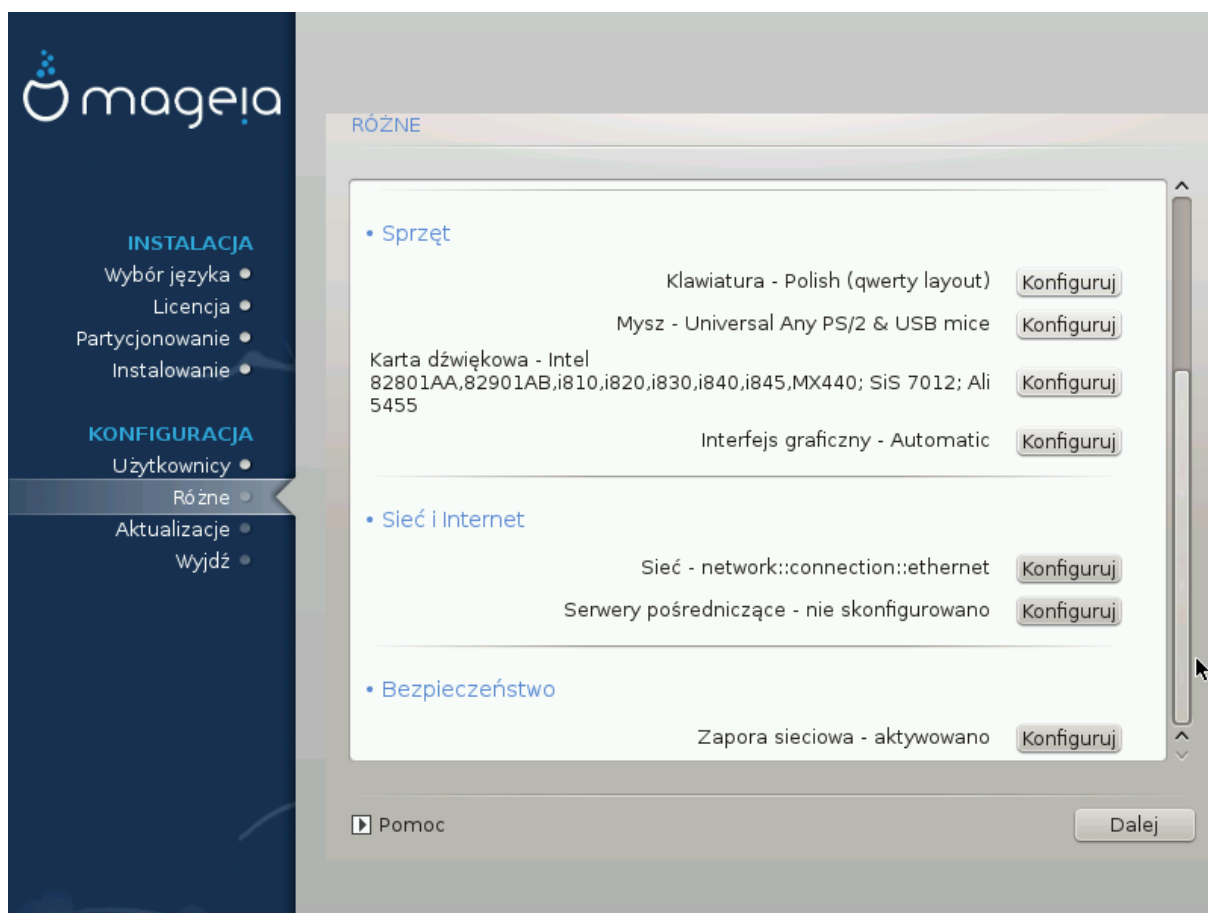 mageia
INSTALACJA
Wybór języka
Licencja
Partycjonowanie
Instalowanie
KONFIGURACJA
Użytkownicy
Różne
Aktualizacje
Wyjdź
RÓŻNE
• Sprzęt
Klawiatura - Polish (qwerty layout) Konfiguruj
Mysz - Universal Any PS/2 & USB mice Konfiguruj
Karta dźwiękowa - Intel
82801AA,82901AB,i810,i820,i830,i840,i845,MX440; SiS 7012; Ali Konfiguruj
5455
Interfejs graficzny - Automatic Konfiguruj
• Sieć i Internet
Sieć - network::connection::ethernet Konfiguruj
Serwery pośredniczące - nie skonfigurowano Konfiguruj
• Bezpieczeństwo
Zapora sieciowa - aktywowano Konfiguruj
Pomoc
Dalej